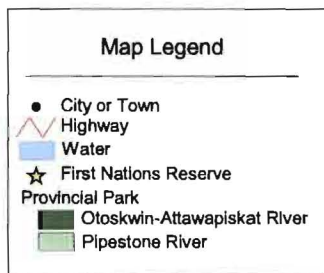 Map Legend
City or Town
Highway
Water
First Nations Reserve
Provincial Park
Otoskwin-Attawapiskat River
Pipestone River